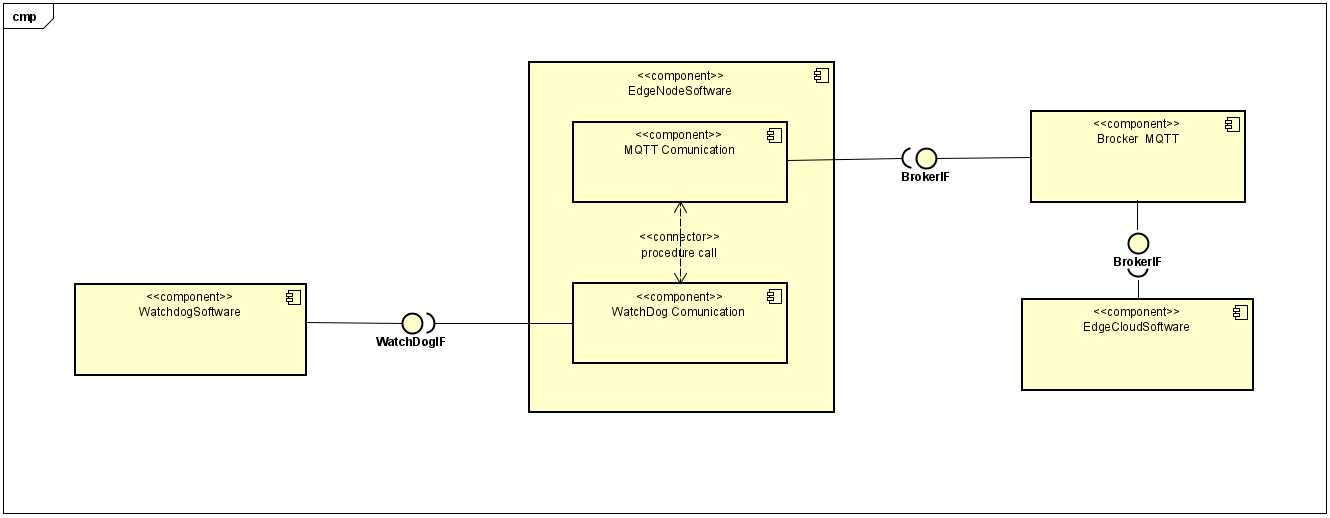 cmp
<<component>>
EdgeNodeSoftware
<<component>>
MQTT Comunication
<<connector>>
procedure call
<<component>>
WatchDog Comunication
<<component>>
WatchdogSoftware
WatchDogIF
BrokerIF
<<component>>
Brocker MQTT
BrokerIF
<<component>>
EdgeCloudSoftware